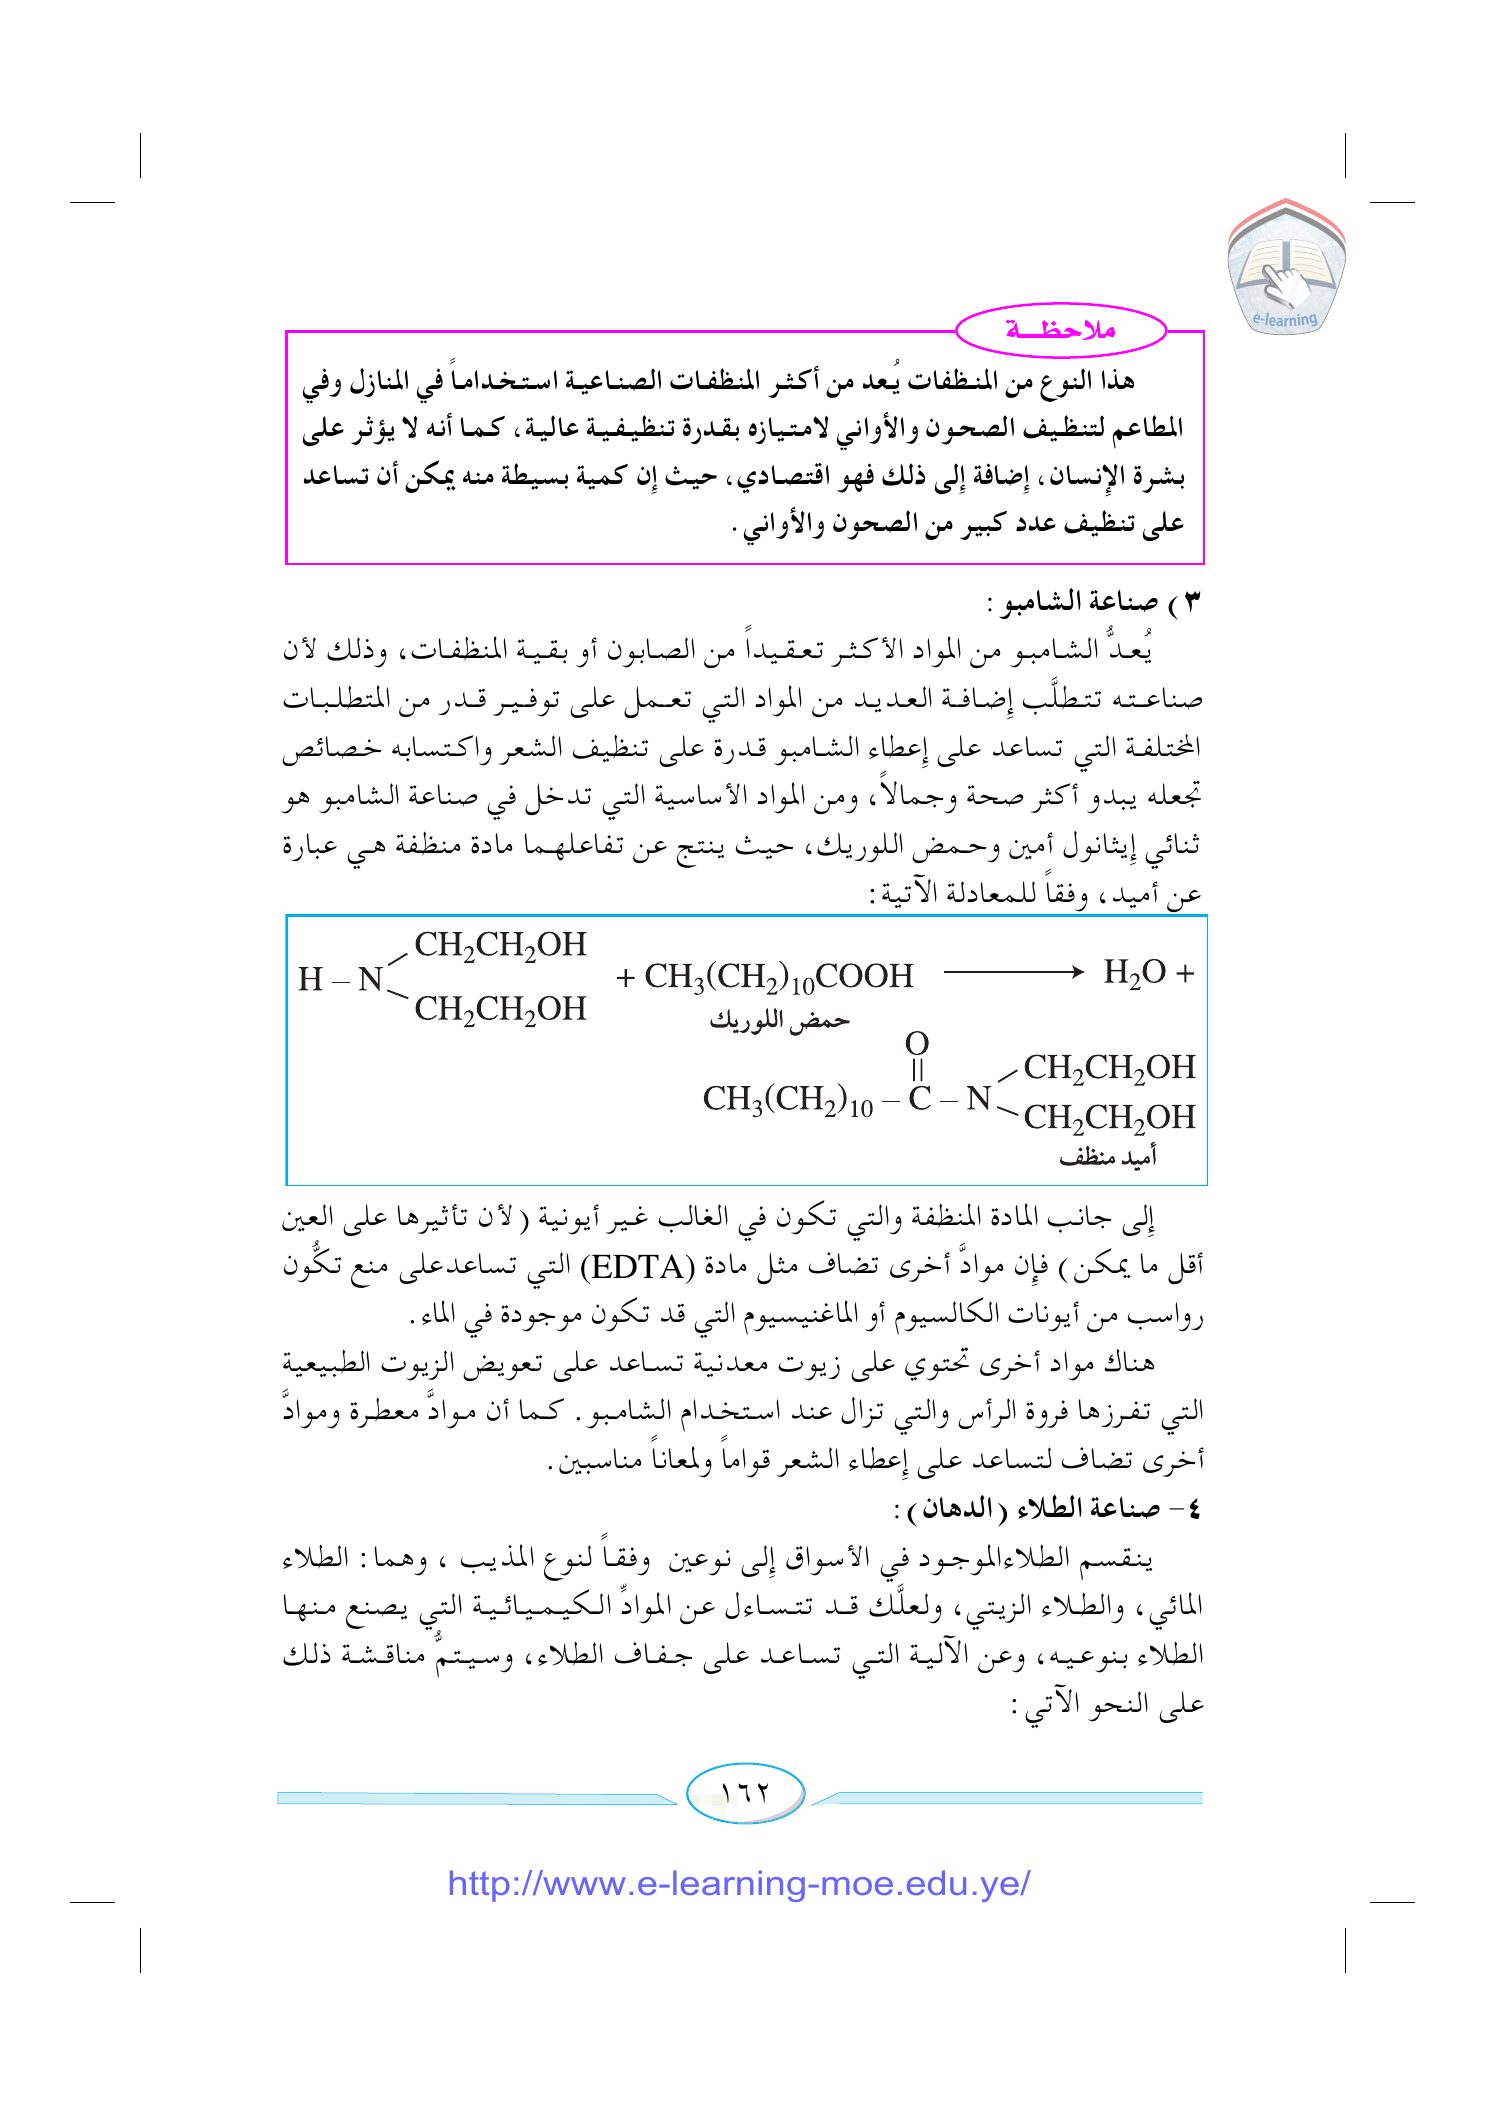 e-learning
ملاحظـــة
هذا النوع من المنظفات يُعد من أكثر المنظفات الصناعية استخداماً في المنازل وفي
المطاعم لتنظيف الصحون والأواني لامتيازه بقدرة تنظيفية عالية، كما أنه لا يؤثر على
بشرة الإنسان، إضافة إلى ذلك فهو اقتصادي، حيث إن كمية بسيطة منه يمكن أن تساعد
على تنظيف عدد كبير من الصحون والأواني.
٣) صناعة الشامبو :
يُعدُّ الشامبو من المواد الأكثر تعقيداً من الصابون أو بقية المنظفات، وذلك لأن
صناعته تتطلَّب إضافة العديد من المواد التي تعمل على توفير قدر من المتطلبات
المختلفة التي تساعد على إعطاء الشامبو قدرة على تنظيف الشعر واكتسابه خصائص
تجعله يبدو أكثر صحة وجمالاً، ومن المواد الأساسية التي تدخل في صناعة الشامبو هو
ثنائي إيثانول أمين وحمض اللوريك، حيث ينتج عن تفاعلهما مادة منظفة هي عبارة
عن أميد، وفقاً للمعادلة الآتية:
CH₂CH₂OH
H – N + CH₃(CH₂)₁₀COOH ⟶ H₂O +
CH₂CH₂OH
حمض اللوريك
O
CH₂CH₂OH
CH₃(CH₂)₁₀ – C – N
CH₂CH₂OH
أميد منظف
إلى جانب المادة المنظفة والتي تكون في الغالب غير أيونية (لأن تأثيرها على العين
أقل ما يمكن) فإن موادَّ أخرى تضاف مثل مادة (EDTA) التي تساعدعلى منع تكُّون
رواسب من أيونات الكالسيوم أو الماغنيسيوم التي قد تكون موجودة في الماء.
هناك مواد أخرى تحتوي على زيوت معدنية تساعد على تعويض الزيوت الطبيعية
التي تفرزها فروة الرأس والتي تزال عند استخدام الشامبو. كما أن موادَّ معطرة وموادَّ
أخرى تضاف لتساعد على إعطاء الشعر قواماً ولمعاناً مناسبين.
٤- صناعة الطلاء (الدهان):
ينقسم الطلاءالموجود في الأسواق إلى نوعين وفقاً لنوع المذيب ، وهما: الطلاء
المائي، والطلاء الزيتي، ولعلَّك قد تتساءل عن الموادِّ الكيميائية التي يصنع منها
الطلاء بنوعيه، وعن الآلية التي تساعد على جفاف الطلاء، وسيتمُّ مناقشة ذلك
على النحو الآتي:
١٦٢
http://www.e-learning-moe.edu.ye/